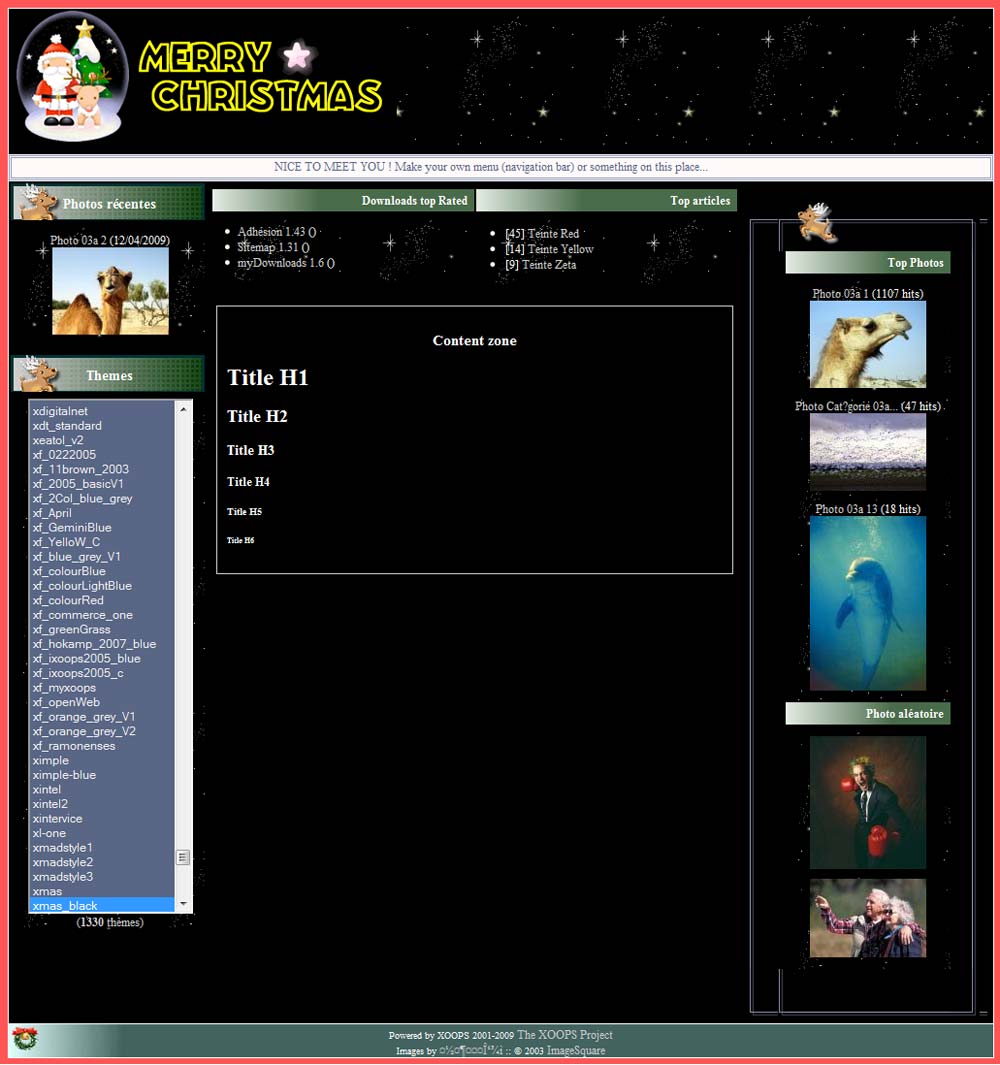 MERRY
CHRISTMAS
NICE TO MEET YOU ! Make your own menu (navigation bar) or something on this place...
Photos récentes
Photo 03a 2 (12/04/2009)
Themes
xdigitalnet
xdt_standard
xeatol_v2
xf_0222005
xf_11brown_2003
xf_2005_basicV1
xf_2Col_blue_grey
xf_April
xf_GeminiBlue
xf_YelloW_C
xf_blue_grey_V1
xf_colourBlue
xf_colourLightBlue
xf_colourRed
xf_commerce_one
xf_greenGrass
xf_hokamp_2007_blue
xf_ixoops2005_blue
xf_ixoops2005_c
xf_myxoops
xf_openWeb
xf_orange_grey_V1
xf_orange_grey_V2
xf_ramonenses
ximple
ximple-blue
xintel
xintel2
xintervice
xl-one
xmadstyle1
xmadstyle2
xmadstyle3
xmas
xmas_black
(1330 thèmes)
Downloads top Rated
Adhésion 1.43 ()
Sitemap 1.31 ()
myDownloads 1.6 ()
Top articles
[45] Teinte Red
[14] Teinte Yellow
[9] Teinte Zeta
Content zone
Title H1
Title H2
Title H3
Title H4
Title H5
Title H6
Top Photos
Photo 03a 1 (1107 hits)
Photo Cat?gorie 03a... (47 hits)
Photo 03a 13 (18 hits)
Photo aléatoire
Powered by XOOPS 2001-2009 The XOOPS Project
Images by :: © 2003 ImageSquare